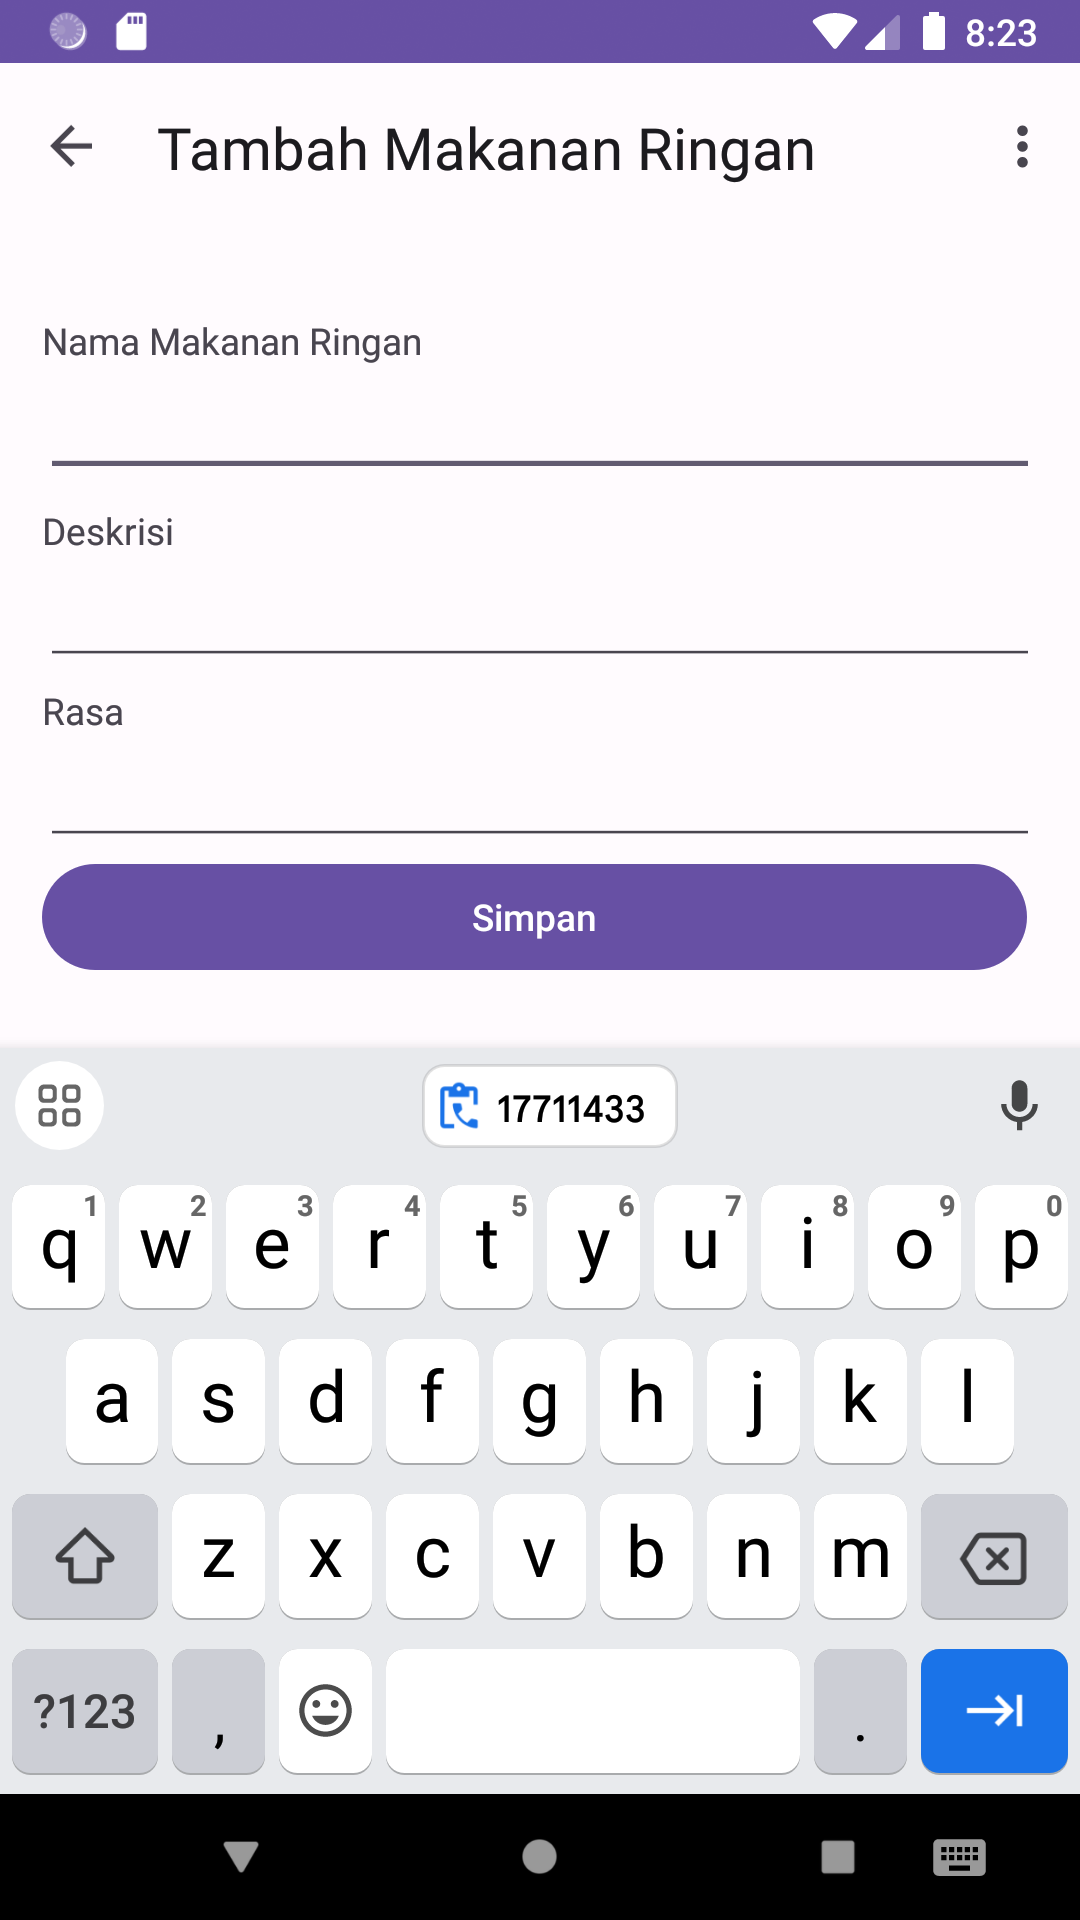 8:23
Tambah Makanan Ringan
Nama Makanan Ringan
Deskrisi
Rasa
Simpan
17711433
1 2 3 4 5 6 7 8 9 0
q w e r t y u i o p
a s d f g h j k l
z x c v b n m
?123 , .